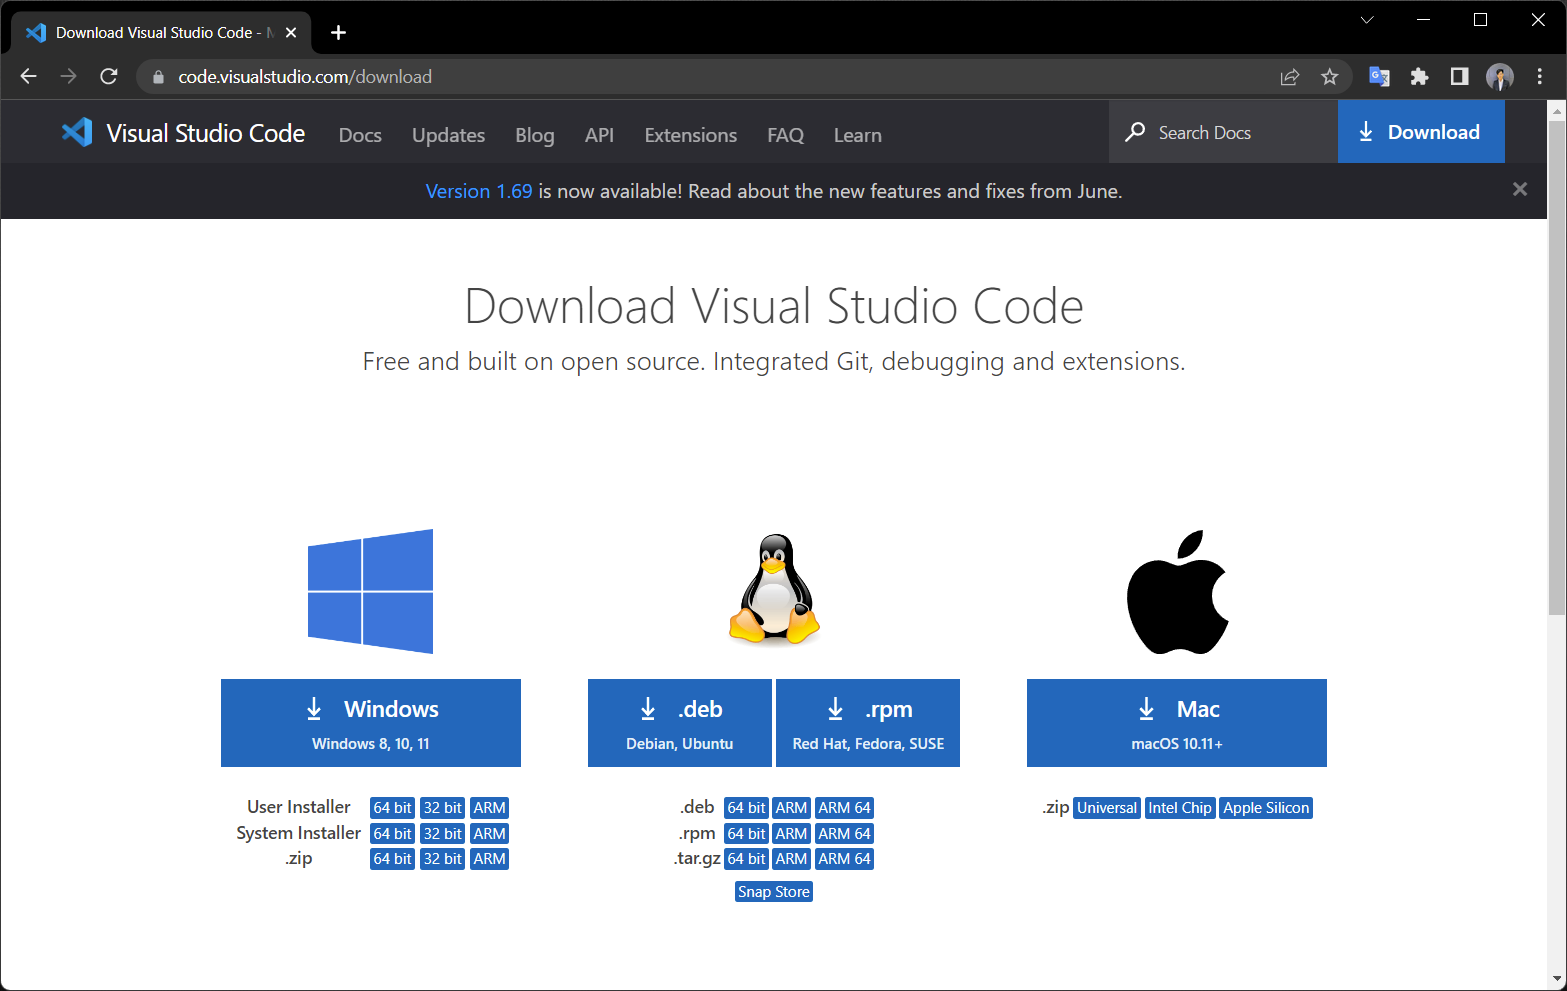 Download Visual Studio Code - M
code.visualstudio.com/download
Visual Studio Code Docs Updates Blog API Extensions FAQ Learn Search Docs Download
Version 1.69 is now available! Read about the new features and fixes from June.
Download Visual Studio Code
Free and built on open source. Integrated Git, debugging and extensions.
Windows
Windows 8, 10, 11
User Installer 64 bit 32 bit ARM
System Installer 64 bit 32 bit ARM
.zip 64 bit 32 bit ARM
.deb
Debian, Ubuntu
.rpm
Red Hat, Fedora, SUSE
.deb 64 bit ARM ARM 64
.rpm 64 bit ARM ARM 64
.tar.gz 64 bit ARM ARM 64
Snap Store
Mac
macOS 10.11+
.zip Universal Intel Chip Apple Silicon